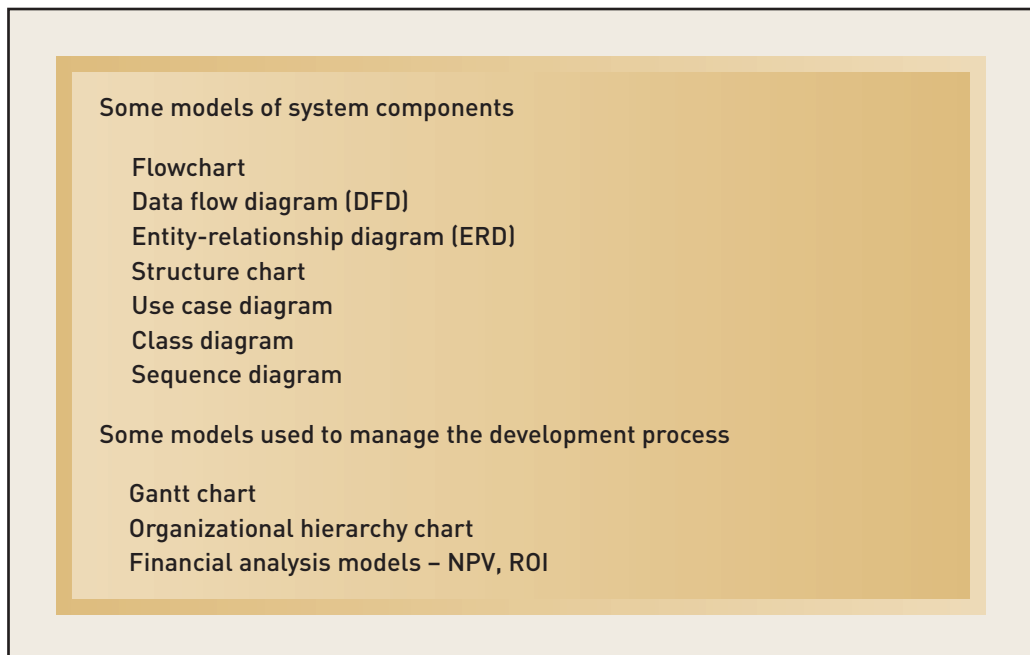 Some models of system components
Flowchart
Data flow diagram (DFD)
Entity-relationship diagram (ERD)
Structure chart
Use case diagram
Class diagram
Sequence diagram
Some models used to manage the development process
Gantt chart
Organizational hierarchy chart
Financial analysis models – NPV, ROI